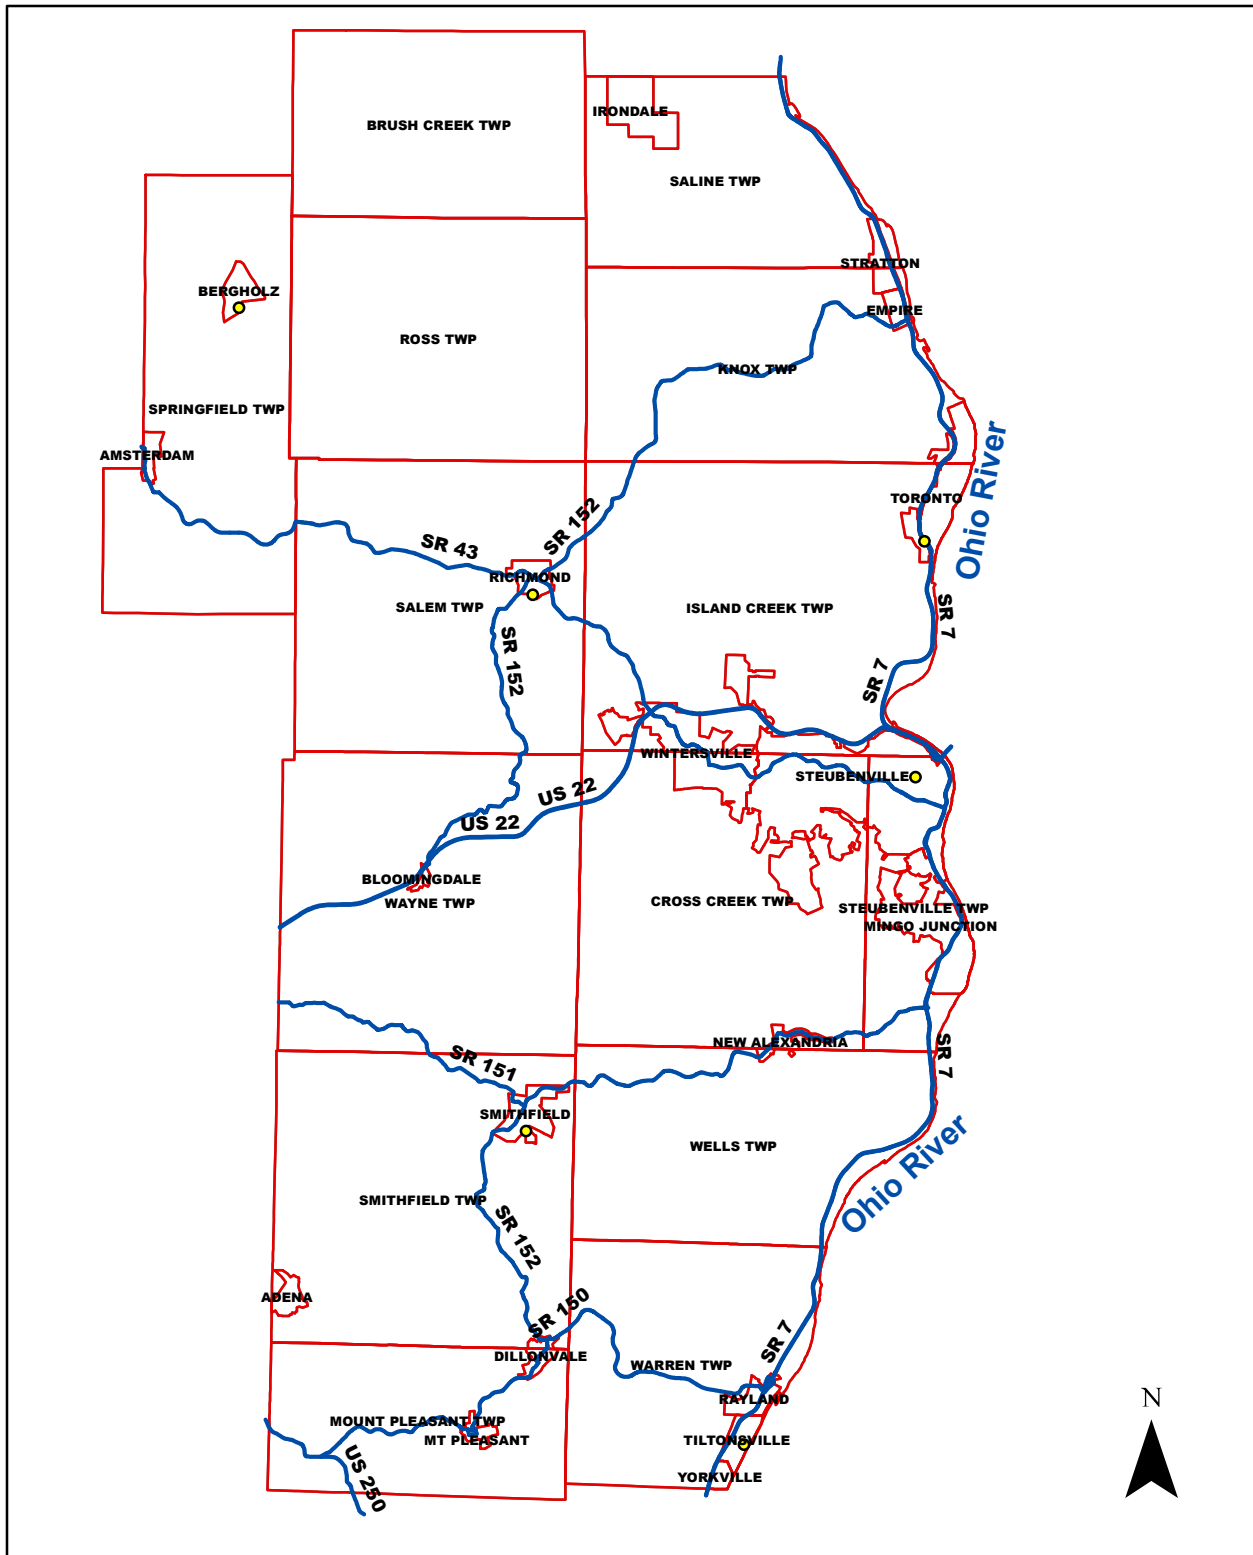 BRUSH CREEK TWP
IRONDALE
SALINE TWP
STRATTON
BERGHOLZ
EMPIRE
ROSS TWP
KNOX TWP
SPRINGFIELD TWP
AMSTERDAM
TORONTO
Ohio River
SR 152
SR 43
RICHMOND
SALEM TWP
ISLAND CREEK TWP
SR 7
SR 152
SR 7
WINTERSVILLE
STEUBENVILLE
US 22
US 22
BLOOMINGDALE
WAYNE TWP
CROSS CREEK TWP
STEUBENVILLE TWP
MINGO JUNCTION
NEW ALEXANDRIA
SR 7
SR 151
SMITHFIELD
WELLS TWP
Ohio River
SMITHFIELD TWP
SR 152
ADENA
SR 150
SR 7
DILLONVALE
WARREN TWP
RAYLAND
N
MOUNT PLEASANT TWP
MT PLEASANT
TILTONSVILLE
YORKVILLE
US 250